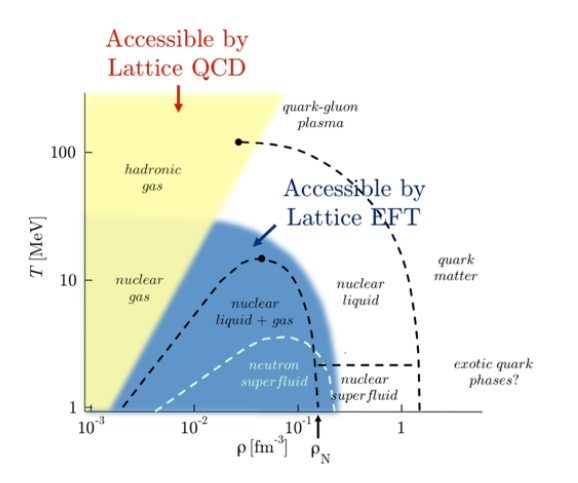 Accessible by
Lattice QCD
quark-gluon
plasma
100
hadronic
gas
Accessible by
Lattice EFT
T [MeV]
quark
matter
10
nuclear
gas
nuclear
liquid
nuclear
liquid + gas
neutron
superfluid
exotic quark
phases?
nuclear
superfluid
1
10⁻³
10⁻²
10⁻¹
1
ρ [fm⁻³]
ρN